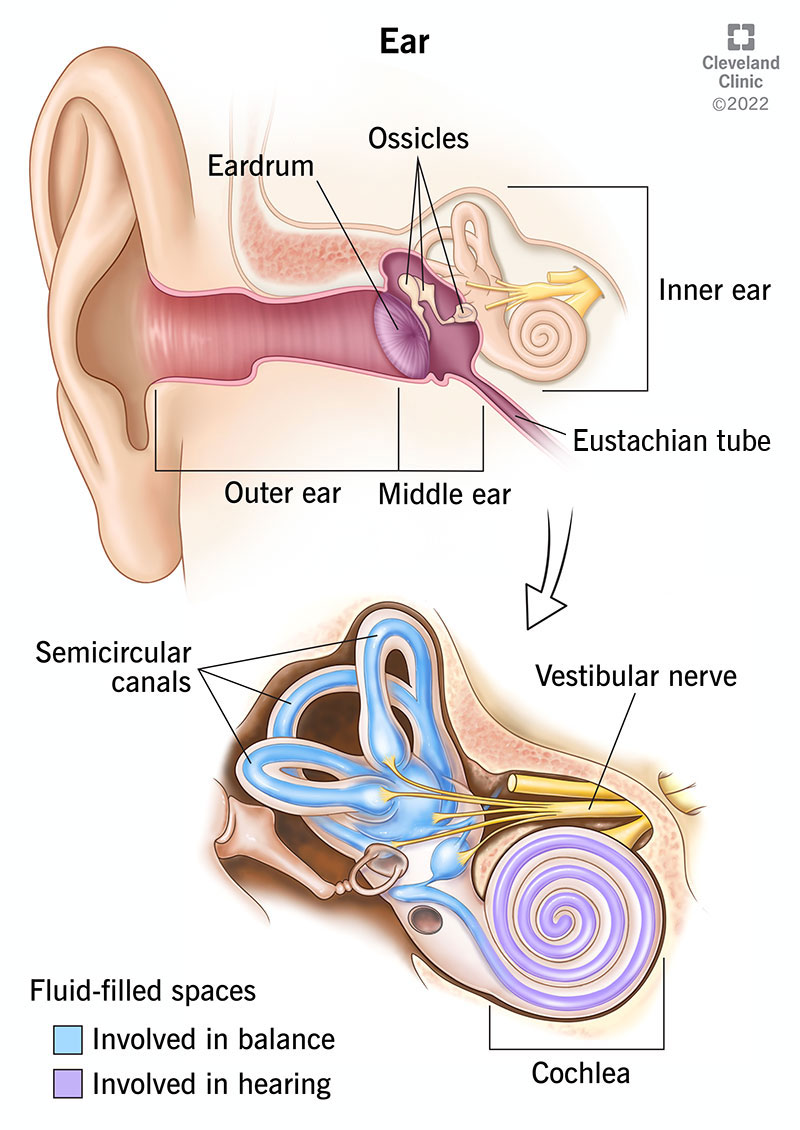 Ear
Cleveland
Clinic
©2022
Ossicles
Eardrum
Inner ear
Eustachian tube
Outer ear
Middle ear
Semicircular
canals
Vestibular nerve
Fluid-filled spaces
Involved in balance
Involved in hearing
Cochlea